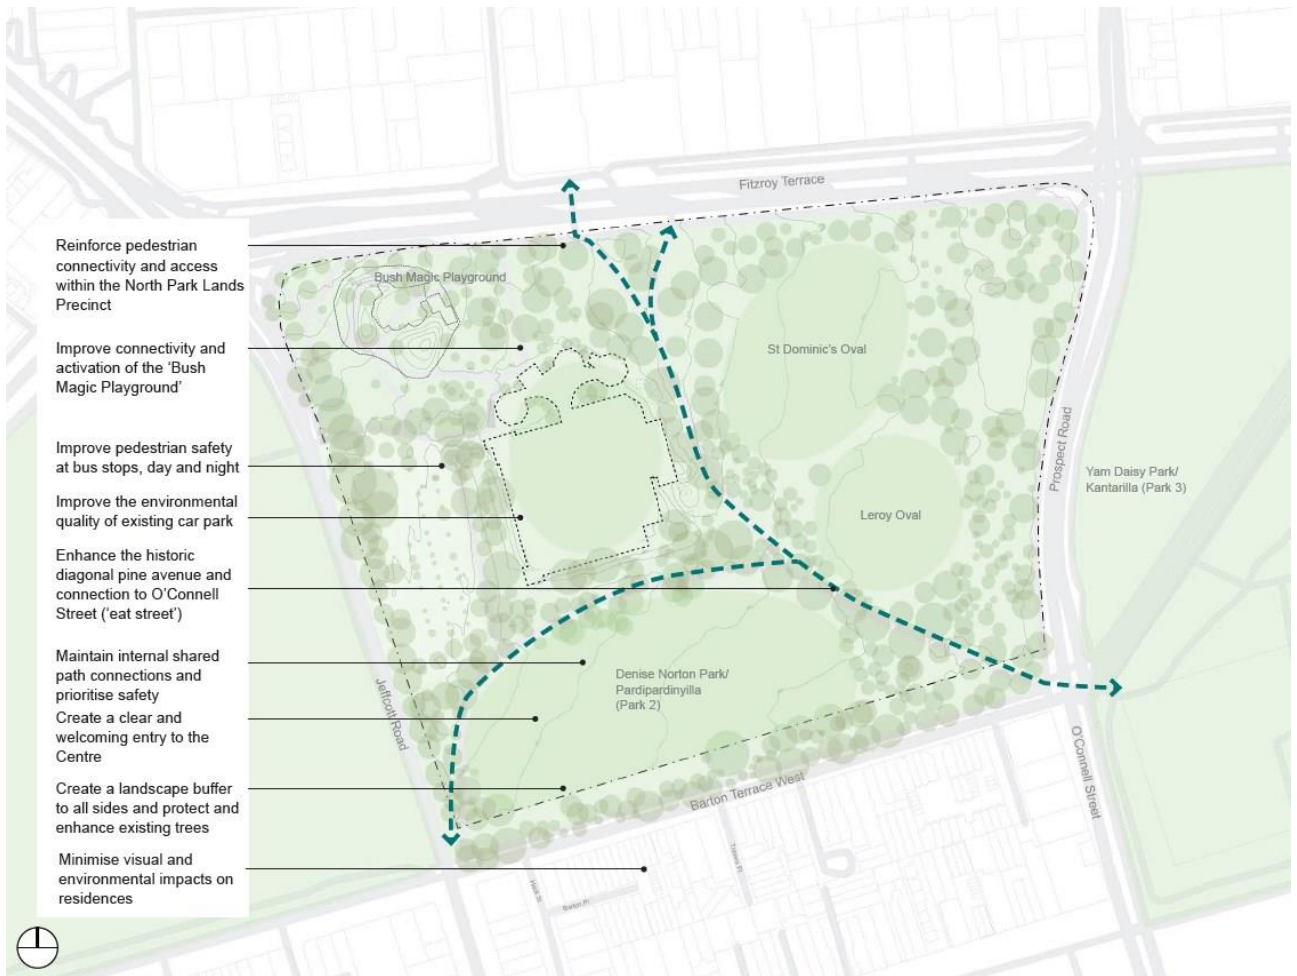 Fitzroy Terrace
Reinforce pedestrian
connectivity and access
within the North Park Lands
Precinct
Bush Magic Playground
Improve connectivity and
activation of the ‘Bush
Magic Playground’
St Dominic's Oval
Improve pedestrian safety
at bus stops, day and night
Improve the environmental
quality of existing car park
Prospect Road
Yam Daisy Park/
Kantarilla (Park 3)
Leroy Oval
Enhance the historic
diagonal pine avenue and
connection to O’Connell
Street (‘eat street’)
Maintain internal shared
path connections and
prioritise safety
Denise Norton Park/
Pardipardinyilla
(Park 2)
Jeffcott Road
Create a clear and
welcoming entry to the
Centre
Create a landscape buffer
to all sides and protect and
enhance existing trees
Barton Terrace West
O'Connell Street
Minimise visual and
environmental impacts on
residences
Barton Pl